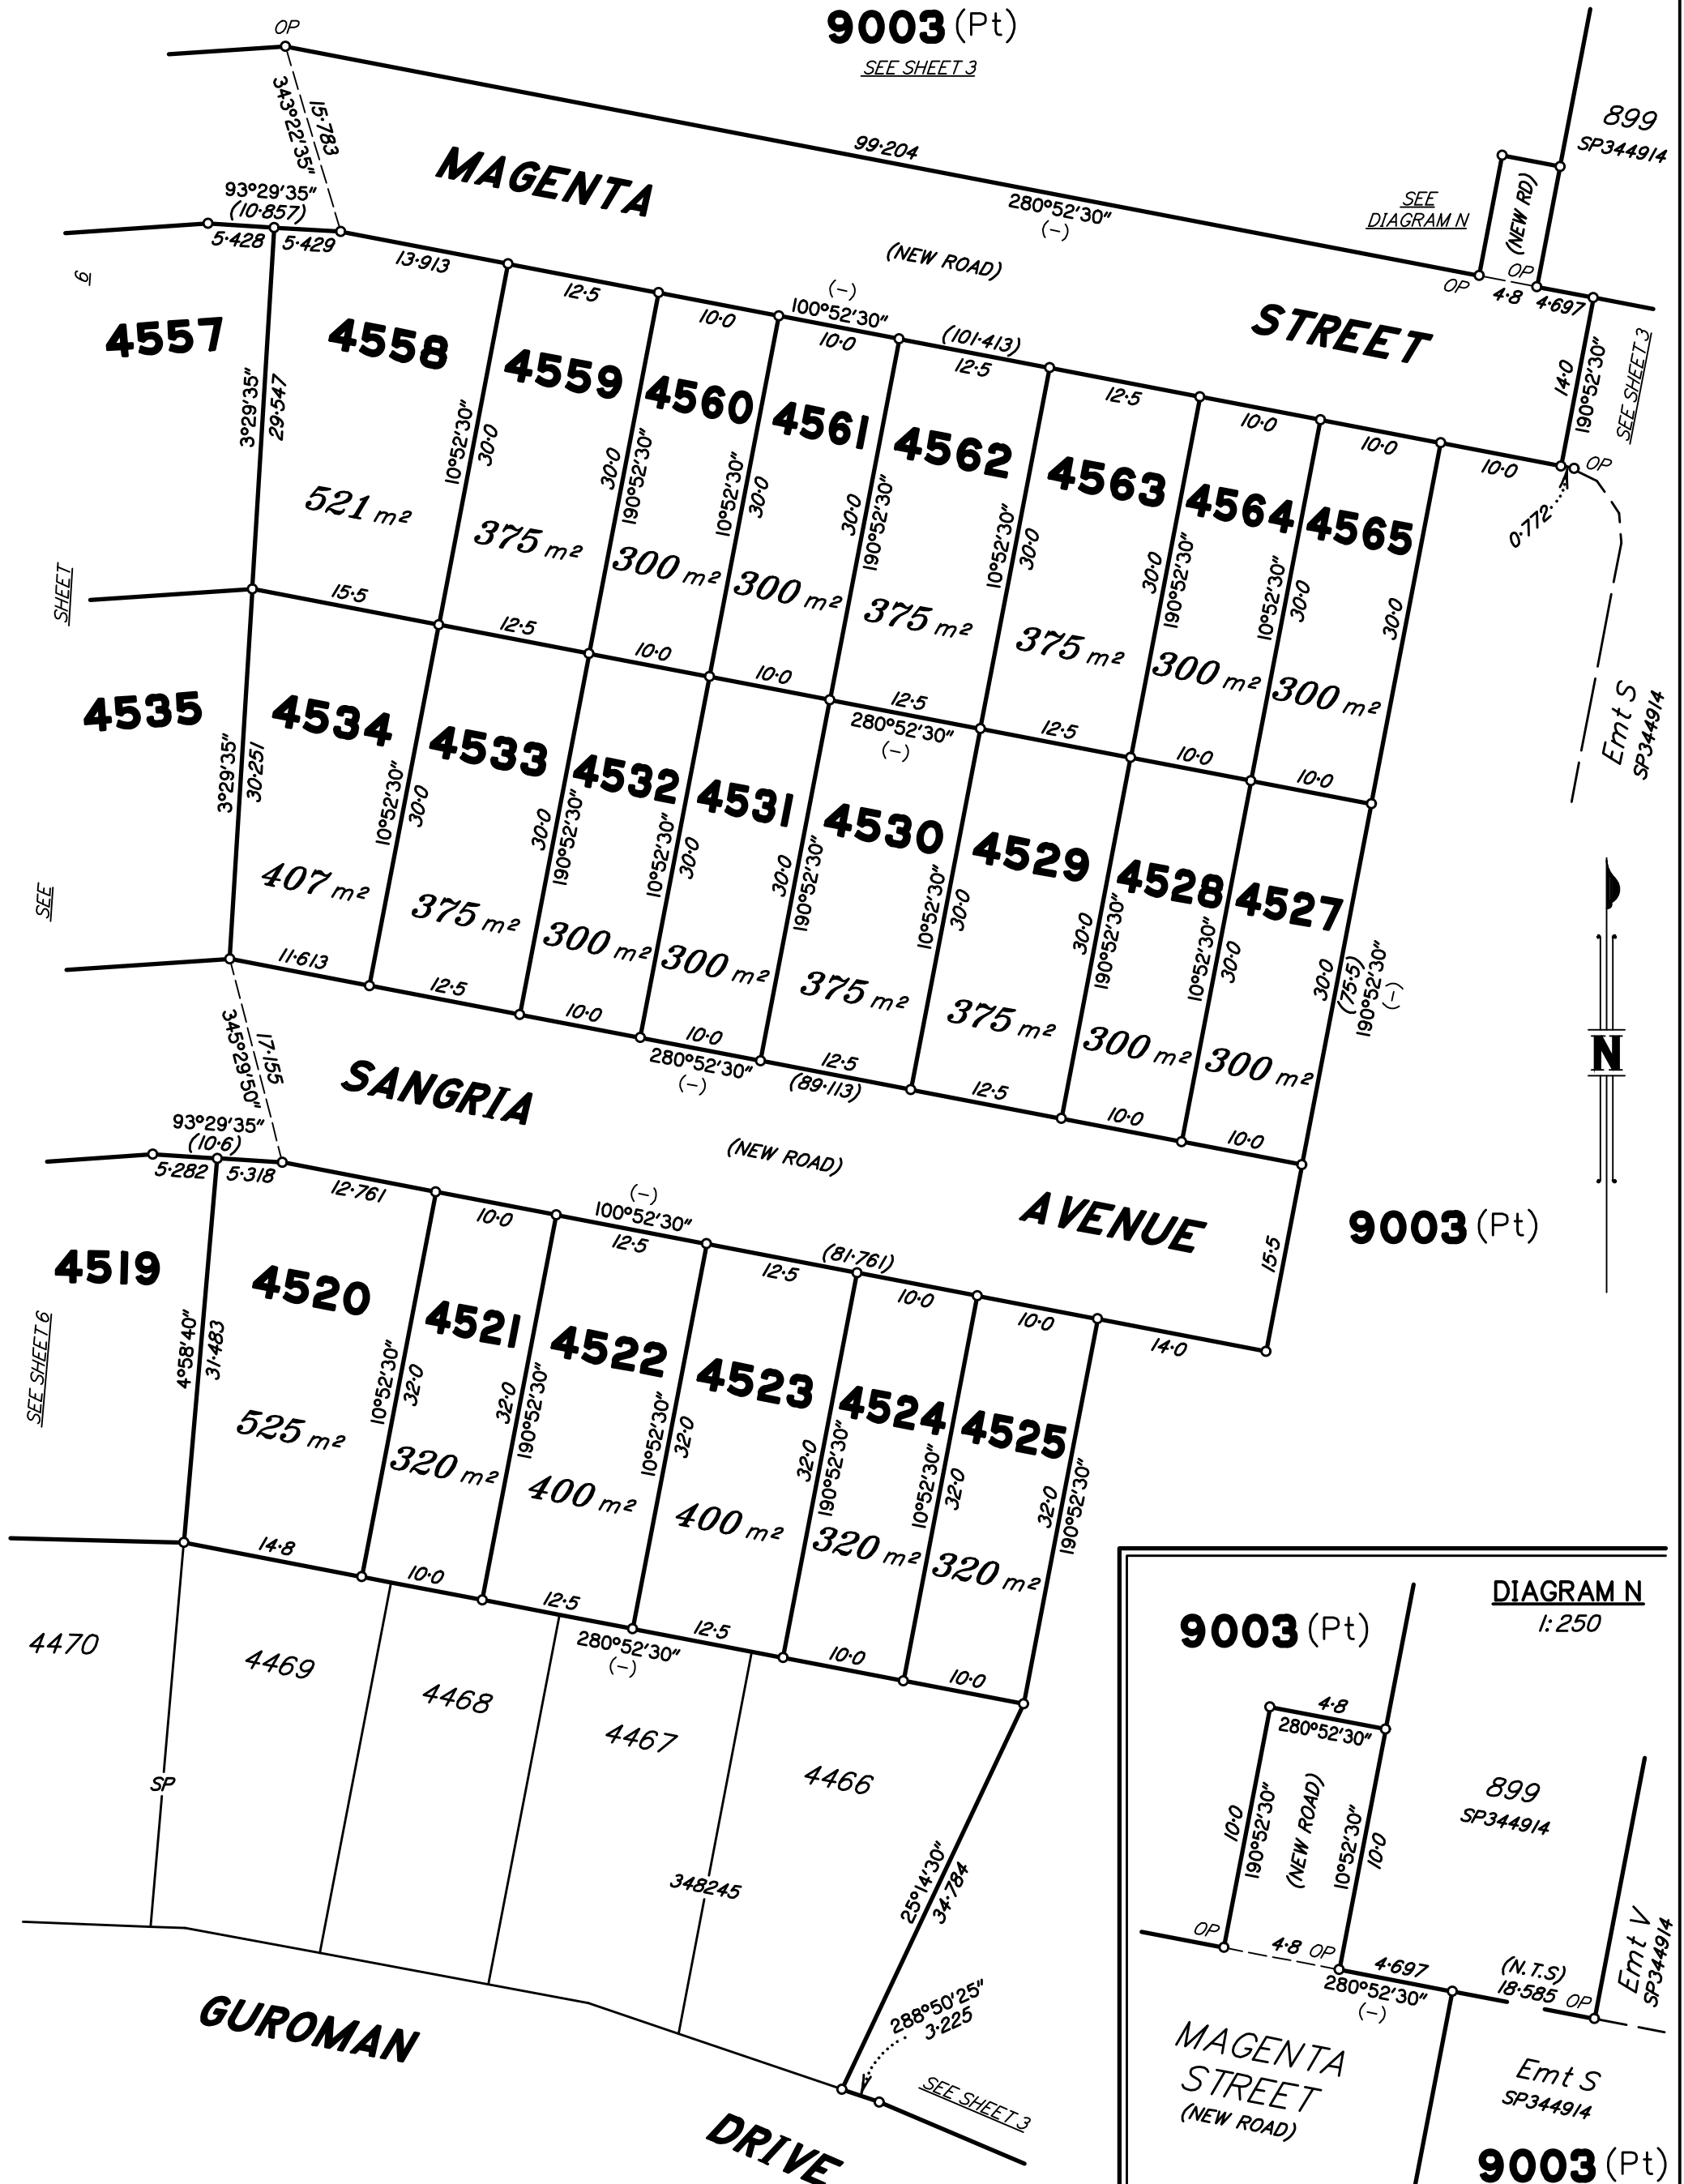 9003 (Pt)
SEE SHEET 3
OP
343°22'35"
15·783
99·204
280°52'30"
(–)
899
SP344914
SEE
DIAGRAM N
(NEW RD)
OP
OP
4·8
4·697
MAGENTA
(NEW ROAD)
STREET
93°29'35"
(10·857)
5·428
5·429
13·913
12·5
10·0
(–)
100°52'30"
10·0
(101·413)
12·5
12·5
10·0
10·0
10·0
14·0
190°52'30"
SEE SHEET 3
OP
0·772
6
4557
4558
4559
4560
4561
4562
4563
4564
4565
3°29'35"
29·547
10°52'30"
30·0
30·0
190°52'30"
10°52'30"
30·0
30·0
190°52'30"
10°52'30"
30·0
30·0
190°52'30"
10°52'30"
30·0
30·0
521 m²
375 m²
300 m²
300 m²
375 m²
375 m²
300 m²
300 m²
SHEET
15·5
12·5
10·0
10·0
12·5
280°52'30"
(–)
12·5
10·0
10·0
Emt S
SP344914
4535
4534
4533
4532
4531
4530
4529
4528
4527
3°29'35"
30·251
10°52'30"
30·0
30·0
190°52'30"
10°52'30"
30·0
30·0
190°52'30"
10°52'30"
30·0
30·0
190°52'30"
10°52'30"
30·0
30·0
(75·5)
190°52'30"
(–)
407 m²
375 m²
300 m²
300 m²
375 m²
375 m²
300 m²
300 m²
SEE
N
11·613
12·5
10·0
10·0
280°52'30"
(–)
12·5
(89·113)
12·5
10·0
10·0
345°29'50"
17·155
SANGRIA
(NEW ROAD)
AVENUE
15·5
9003 (Pt)
93°29'35"
(10·6)
5·282
5·318
12·761
10·0
(–)
100°52'30"
12·5
12·5
(81·761)
10·0
10·0
14·0
4519
4520
4521
4522
4523
4524
4525
SEE SHEET 6
4°58'40"
31·483
10°52'30"
32·0
32·0
190°52'30"
10°52'30"
32·0
32·0
190°52'30"
10°52'30"
32·0
32·0
190°52'30"
525 m²
320 m²
400 m²
400 m²
320 m²
320 m²
14·8
10·0
12·5
280°52'30"
(–)
12·5
10·0
10·0
4470
4469
4468
4467
4466
SP
348245
25°14'30"
34·784
288°50'25"
3·225
SEE SHEET 3
GUROMAN
DRIVE
DIAGRAM N
1:250
9003 (Pt)
4·8
280°52'30"
10·0
190°52'30"
(NEW ROAD)
10°52'30"
10·0
899
SP344914
OP
4·8
OP
4·697
280°52'30"
(–)
(N.T.S)
18·585
OP
Emt V
SP344914
MAGENTA
STREET
(NEW ROAD)
Emt S
SP344914
9003 (Pt)